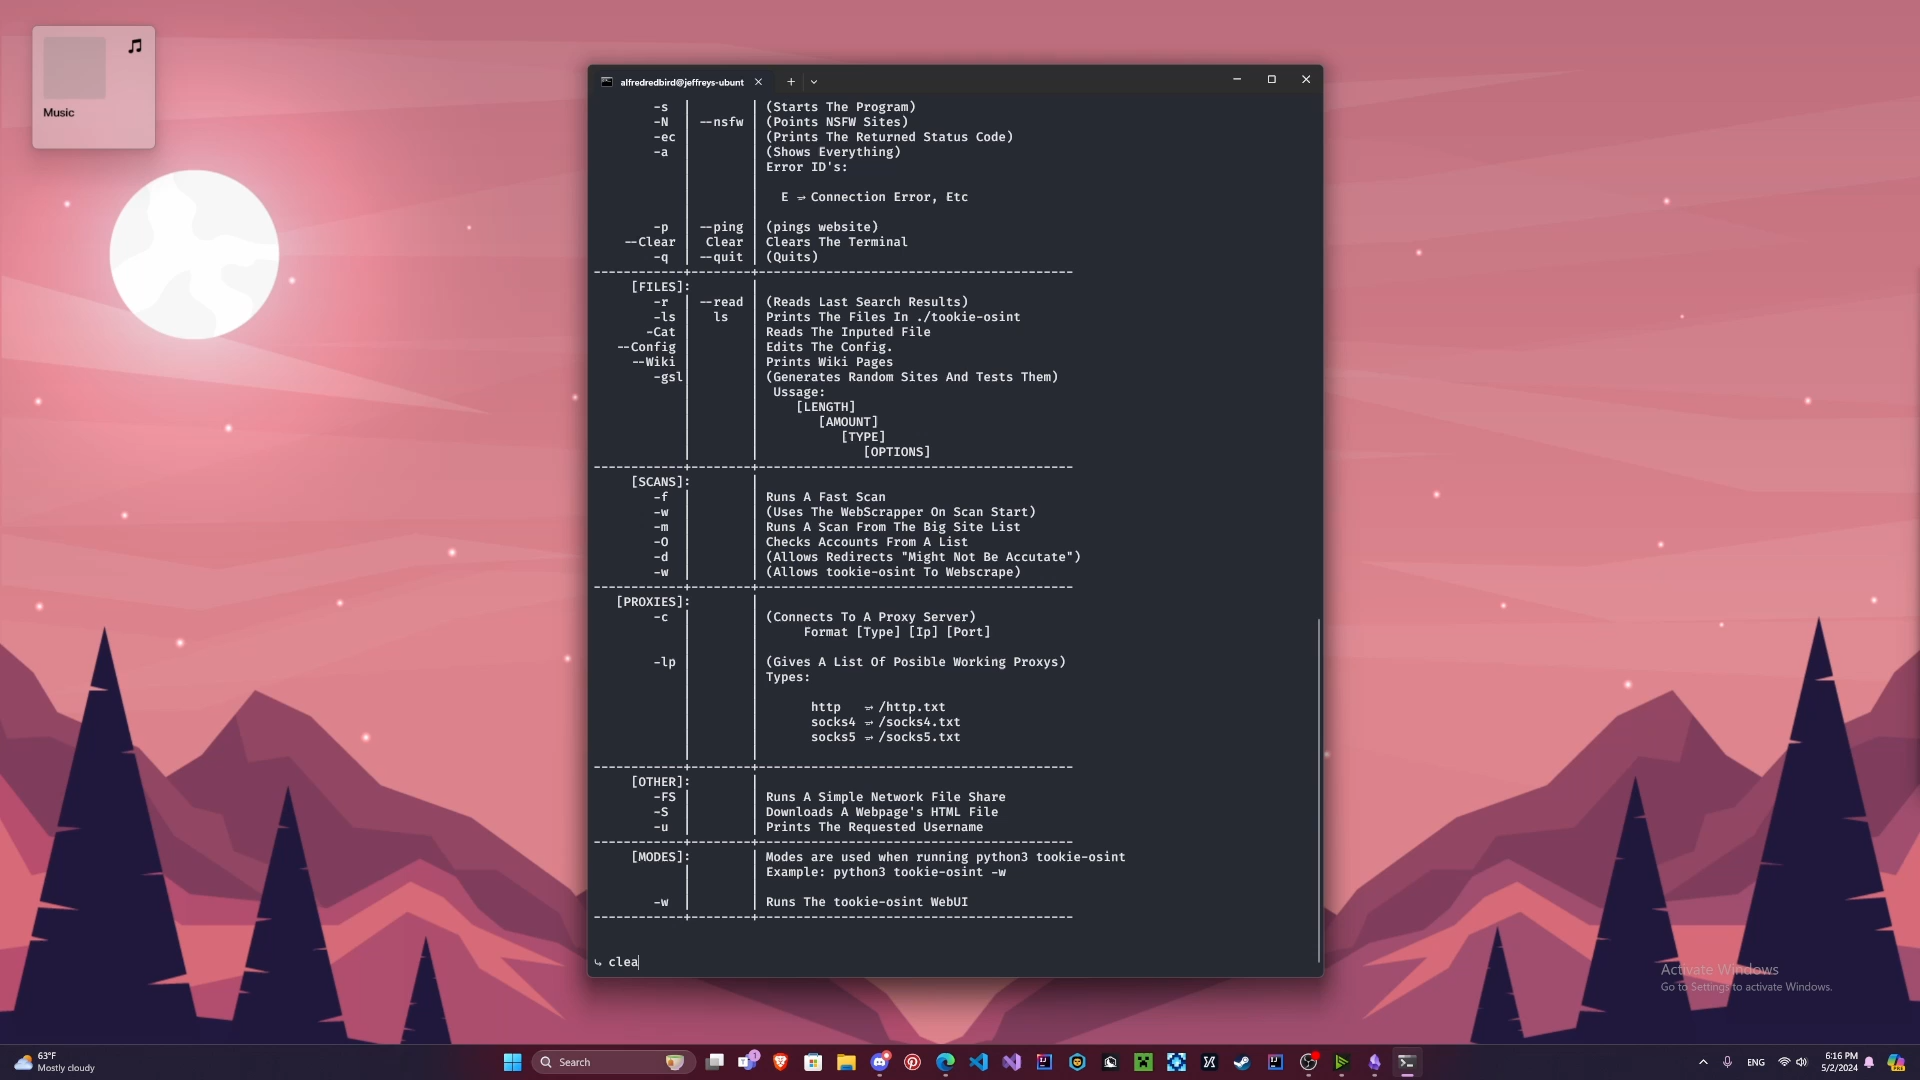 Music
alfredredbird@jeffreys-ubunt
-s | | (Starts The Program)
-N | --nsfw | (Points NSFW Sites)
-ec | | (Prints The Returned Status Code)
-a | | (Shows Everything)
Error ID's:
E ⇁ Connection Error, Etc
-p | --ping | (pings website)
--Clear | Clear | Clears The Terminal
-q | --quit | (Quits)
------------+--------+------------------------------------------
[FILES]:
-r | --read | (Reads Last Search Results)
-ls | ls | Prints The Files In ./tookie-osint
-Cat | | Reads The Inputed File
--Config | | Edits The Config.
--Wiki | | Prints Wiki Pages
-gsl | | (Generates Random Sites And Tests Them)
Ussage:
[LENGTH]
[AMOUNT]
[TYPE]
[OPTIONS]
------------+--------+------------------------------------------
[SCANS]:
-f | | Runs A Fast Scan
-w | | (Uses The WebScrapper On Scan Start)
-m | | Runs A Scan From The Big Site List
-O | | Checks Accounts From A List
-d | | (Allows Redirects "Might Not Be Accutate")
-w | | (Allows tookie-osint To Webscrape)
------------+--------+------------------------------------------
[PROXIES]:
-c | | (Connects To A Proxy Server)
Format [Type] [Ip] [Port]
-lp | | (Gives A List Of Posible Working Proxys)
Types:
http ⇁ /http.txt
socks4 ⇁ /socks4.txt
socks5 ⇁ /socks5.txt
------------+--------+------------------------------------------
[OTHER]:
-FS | | Runs A Simple Network File Share
-S | | Downloads A Webpage's HTML File
-u | | Prints The Requested Username
------------+--------+------------------------------------------
[MODES]: | | Modes are used when running python3 tookie-osint
Example: python3 tookie-osint -w
-w | | Runs The tookie-osint WebUI
------------+--------+------------------------------------------
⤷ clea
Activate Windows
Go to Settings to activate Windows.
63°F
Mostly cloudy
Search
ENG
6:16 PM
5/2/2024